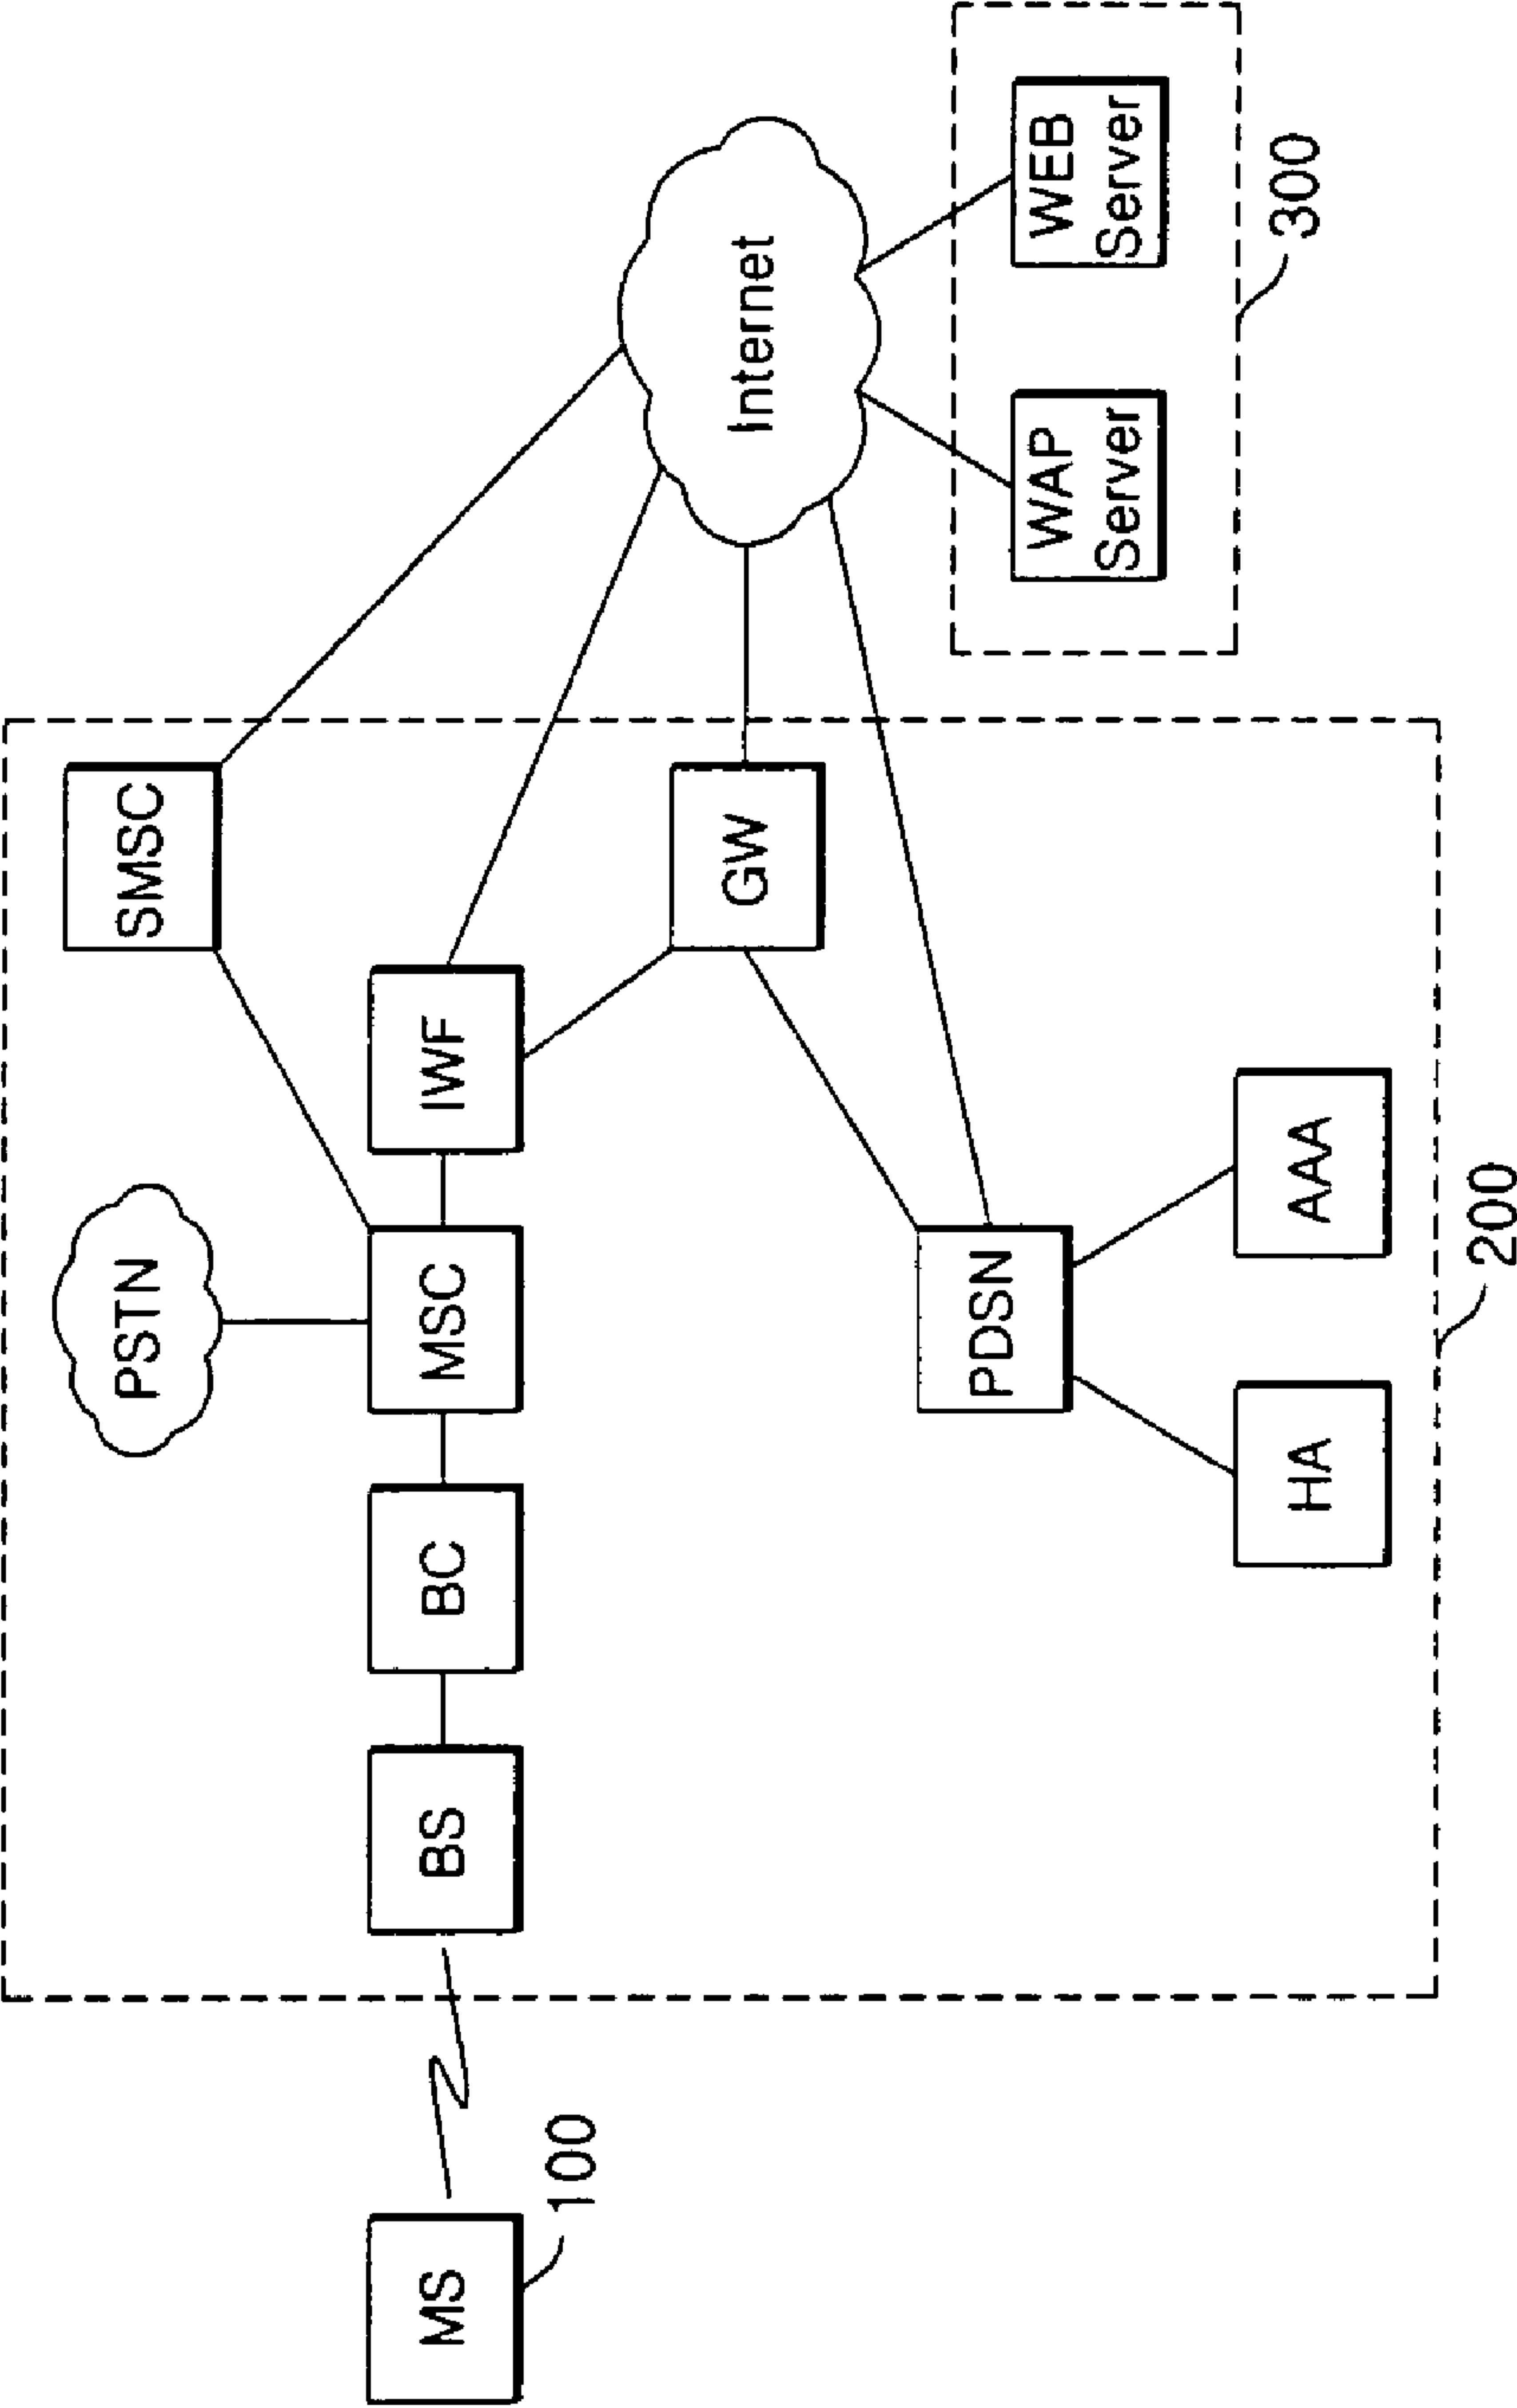 PSTN
SMSC
MS
BS
BC
MSC
IWF
100
GW
Internet
PDSN
WAP
Server
WEB
Server
HA
AAA
300
200